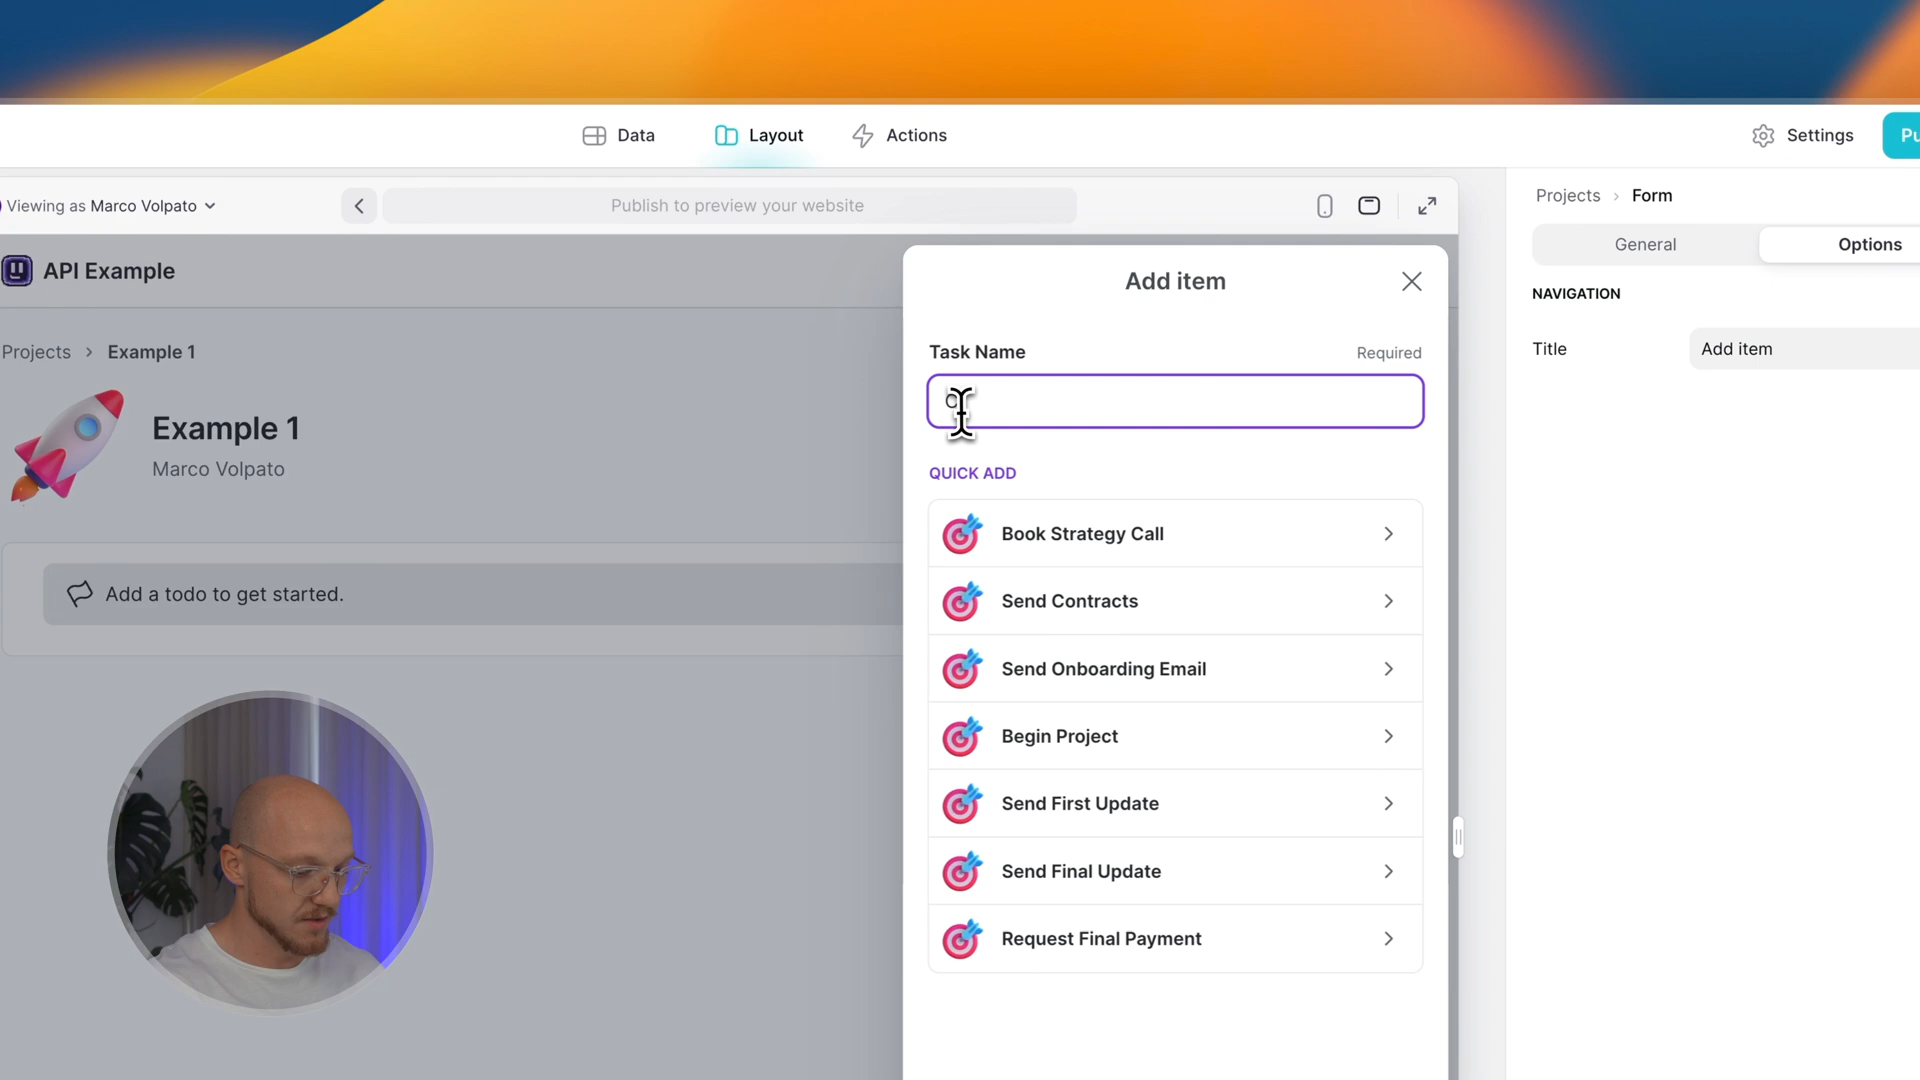 Data
Layout
Actions
Settings
Pu
Viewing as Marco Volpato
Publish to preview your website
Projects > Form
General
Options
NAVIGATION
Title
Add item
API Example
Projects > Example 1
Example 1
Marco Volpato
Add a todo to get started.
Add item
Task Name
Required
QUICK ADD
Book Strategy Call
Send Contracts
Send Onboarding Email
Begin Project
Send First Update
Send Final Update
Request Final Payment